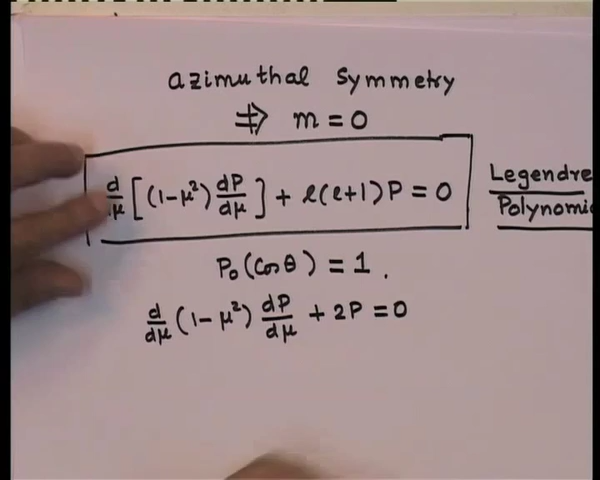 azimuthal symmetry
⇒ m = 0
d/dμ [(1-μ²) dP/dμ] + ℓ(ℓ+1)P = 0
Legendre
P₀(Cosθ) = 1.
d/dμ (1-μ²) dP/dμ + 2P = 0